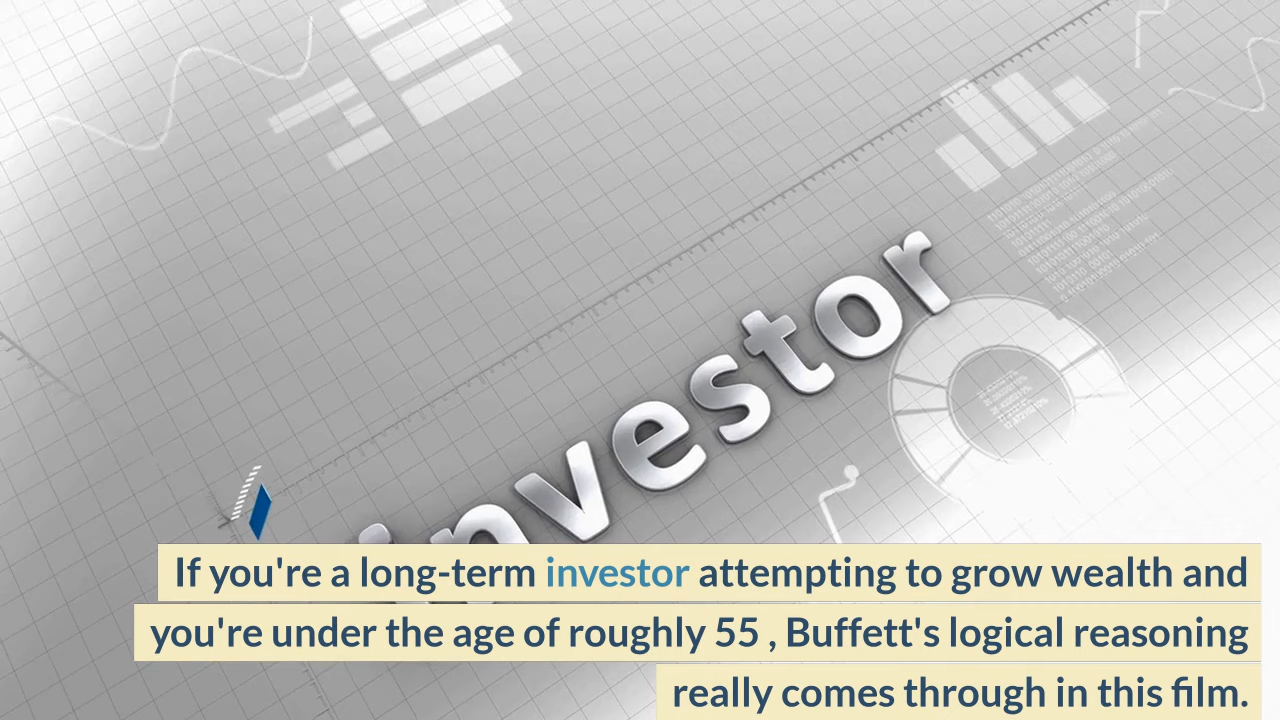 investor
If you're a long-term investor attempting to grow wealth and
you're under the age of roughly 55 , Buffett's logical reasoning
really comes through in this film.